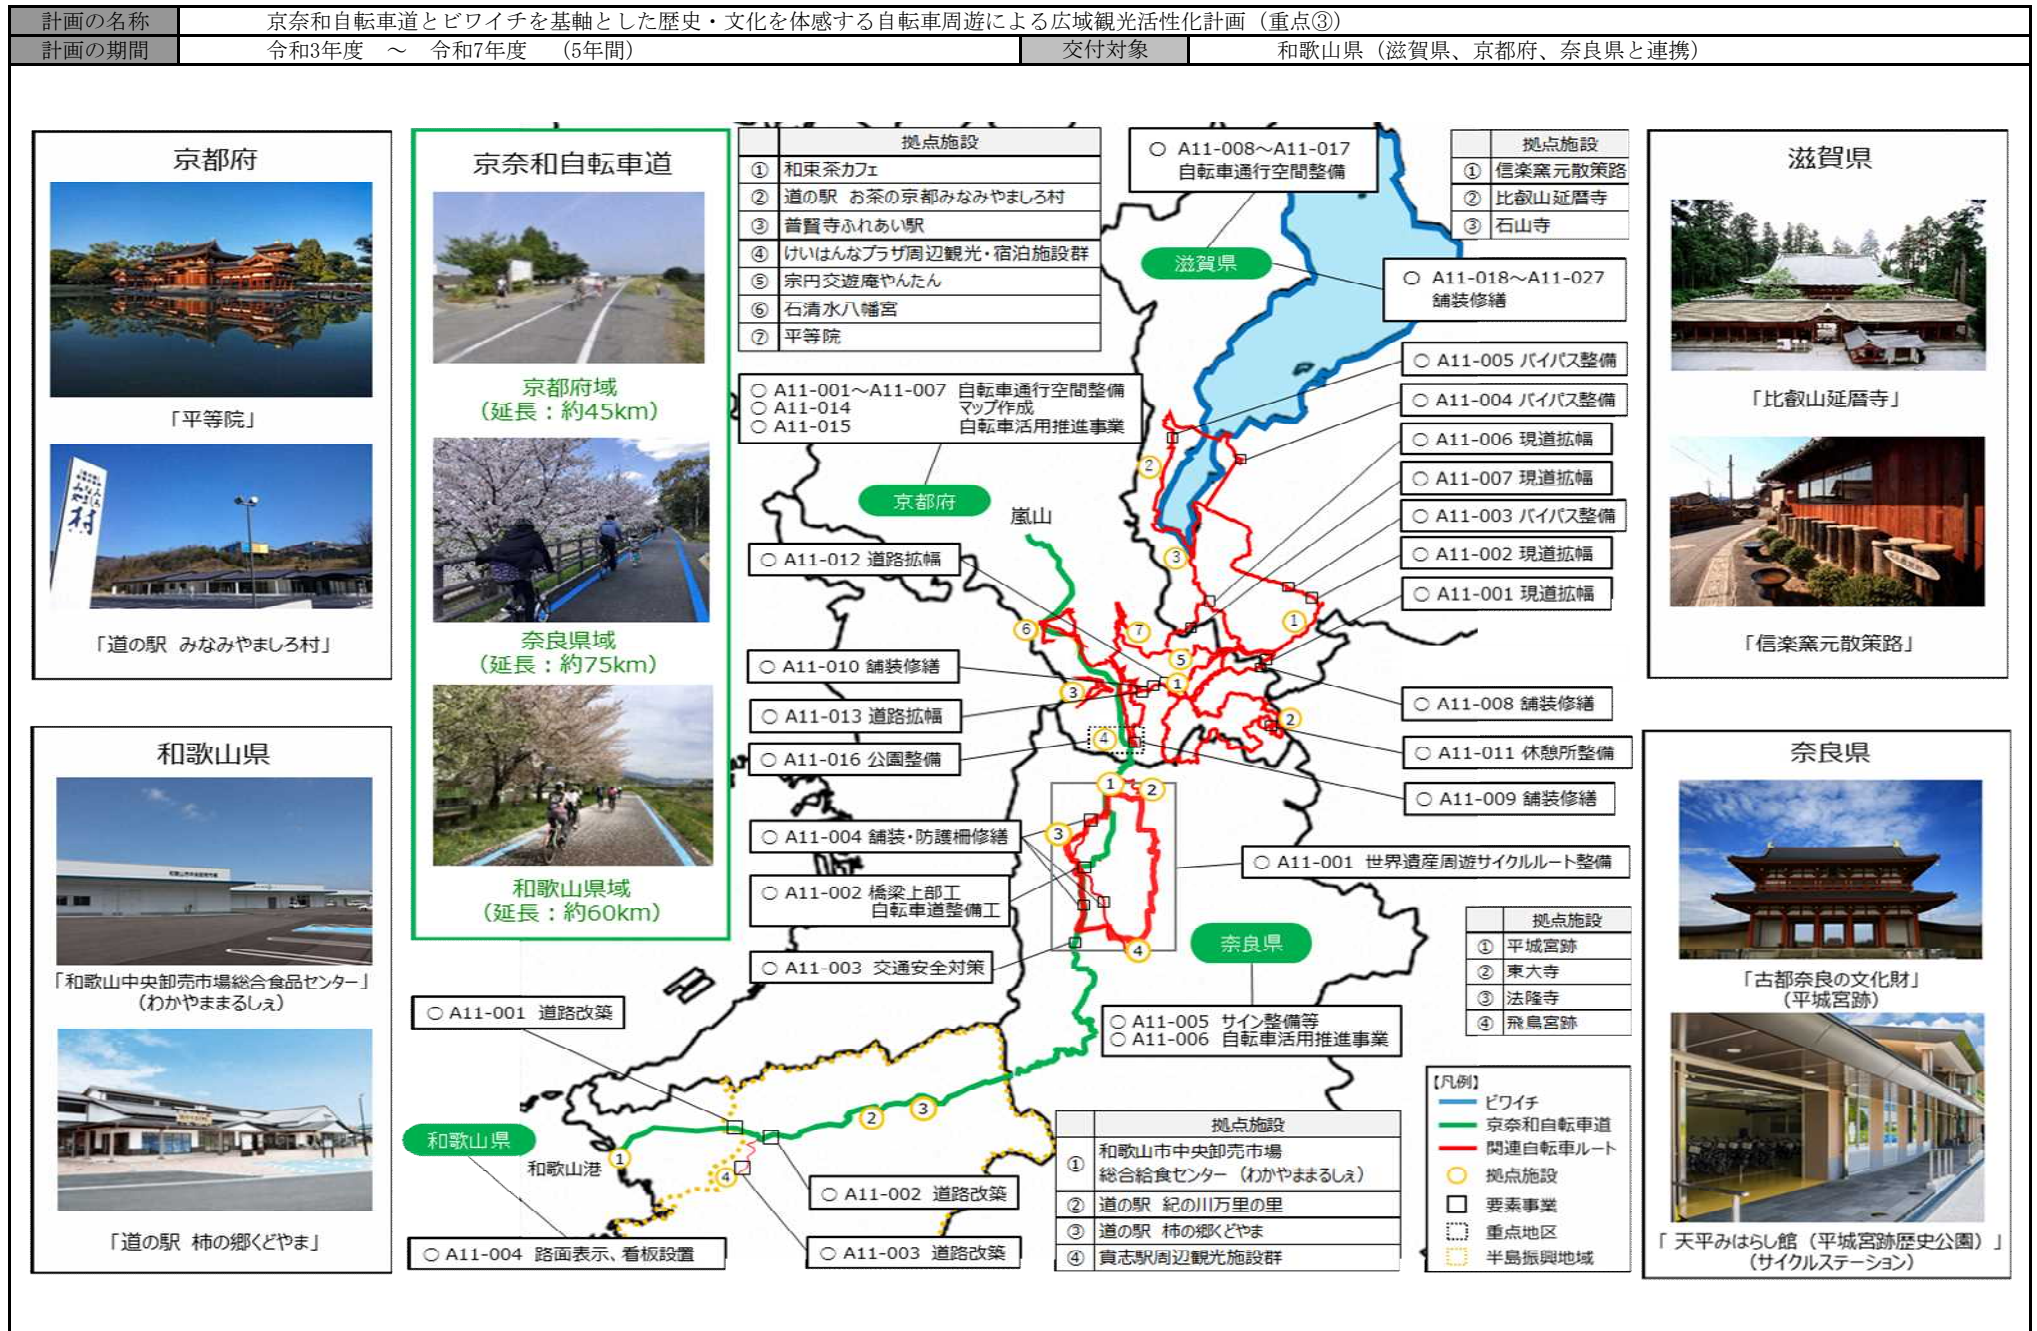 計画の名称
京奈和自転車道とビワイチを基軸とした歴史・文化を体感する自転車周遊による広域観光活性化計画（重点③）
計画の期間
令和3年度　～　令和7年度　（5年間）
交付対象
和歌山県（滋賀県、京都府、奈良県と連携）
京都府
「平等院」
「道の駅 みなみやましろ村」
和歌山県
「和歌山中央卸売市場総合食品センター」
（わかやままるしぇ）
「道の駅 柿の郷くどやま」
京奈和自転車道
京都府域
（延長：約45km）
奈良県域
（延長：約75km）
和歌山県域
（延長：約60km）
拠点施設
① 和束茶カフェ
② 道の駅 お茶の京都みなみやましろ村
③ 普賢寺ふれあい駅
④ けいはんなプラザ周辺観光・宿泊施設群
⑤ 宗円交遊庵やんたん
⑥ 石清水八幡宮
⑦ 平等院
○ A11-001～A11-007 自転車通行空間整備
○ A11-014 マップ作成
○ A11-015 自転車活用推進事業
京都府
嵐山
○ A11-012 道路拡幅
○ A11-010 舗装修繕
○ A11-013 道路拡幅
○ A11-016 公園整備
○ A11-004 舗装・防護柵修繕
○ A11-002 橋梁上部工
自転車道整備工
○ A11-003 交通安全対策
○ A11-008～A11-017
自転車通行空間整備
滋賀県
拠点施設
① 信楽窯元散策路
② 比叡山延暦寺
③ 石山寺
○ A11-018～A11-027
舗装修繕
○ A11-005 バイパス整備
○ A11-004 バイパス整備
○ A11-006 現道拡幅
○ A11-007 現道拡幅
○ A11-003 バイパス整備
○ A11-002 現道拡幅
○ A11-001 現道拡幅
○ A11-008 舗装修繕
○ A11-011 休憩所整備
○ A11-009 舗装修繕
○ A11-001 世界遺産周遊サイクルルート整備
②
③
①
⑥
⑦
⑤
①
③
②
④
①
②
③
④
奈良県
拠点施設
① 平城宮跡
② 東大寺
③ 法隆寺
④ 飛鳥宮跡
○ A11-005 サイン整備等
○ A11-006 自転車活用推進事業
○ A11-001 道路改築
和歌山県
和歌山港
①
②
③
④
○ A11-002 道路改築
○ A11-003 道路改築
○ A11-004 路面表示、看板設置
拠点施設
① 和歌山市中央卸売市場
総合給食センター（わかやままるしぇ）
② 道の駅 紀の川万里の里
③ 道の駅 柿の郷くどやま
④ 貴志駅周辺観光施設群
【凡例】
ビワイチ
京奈和自転車道
関連自転車ルート
拠点施設
要素事業
重点地区
半島振興地域
滋賀県
「比叡山延暦寺」
「信楽窯元散策路」
奈良県
「古都奈良の文化財」
（平城宮跡）
「 天平みはらし館（平城宮跡歴史公園）」
（サイクルステーション）